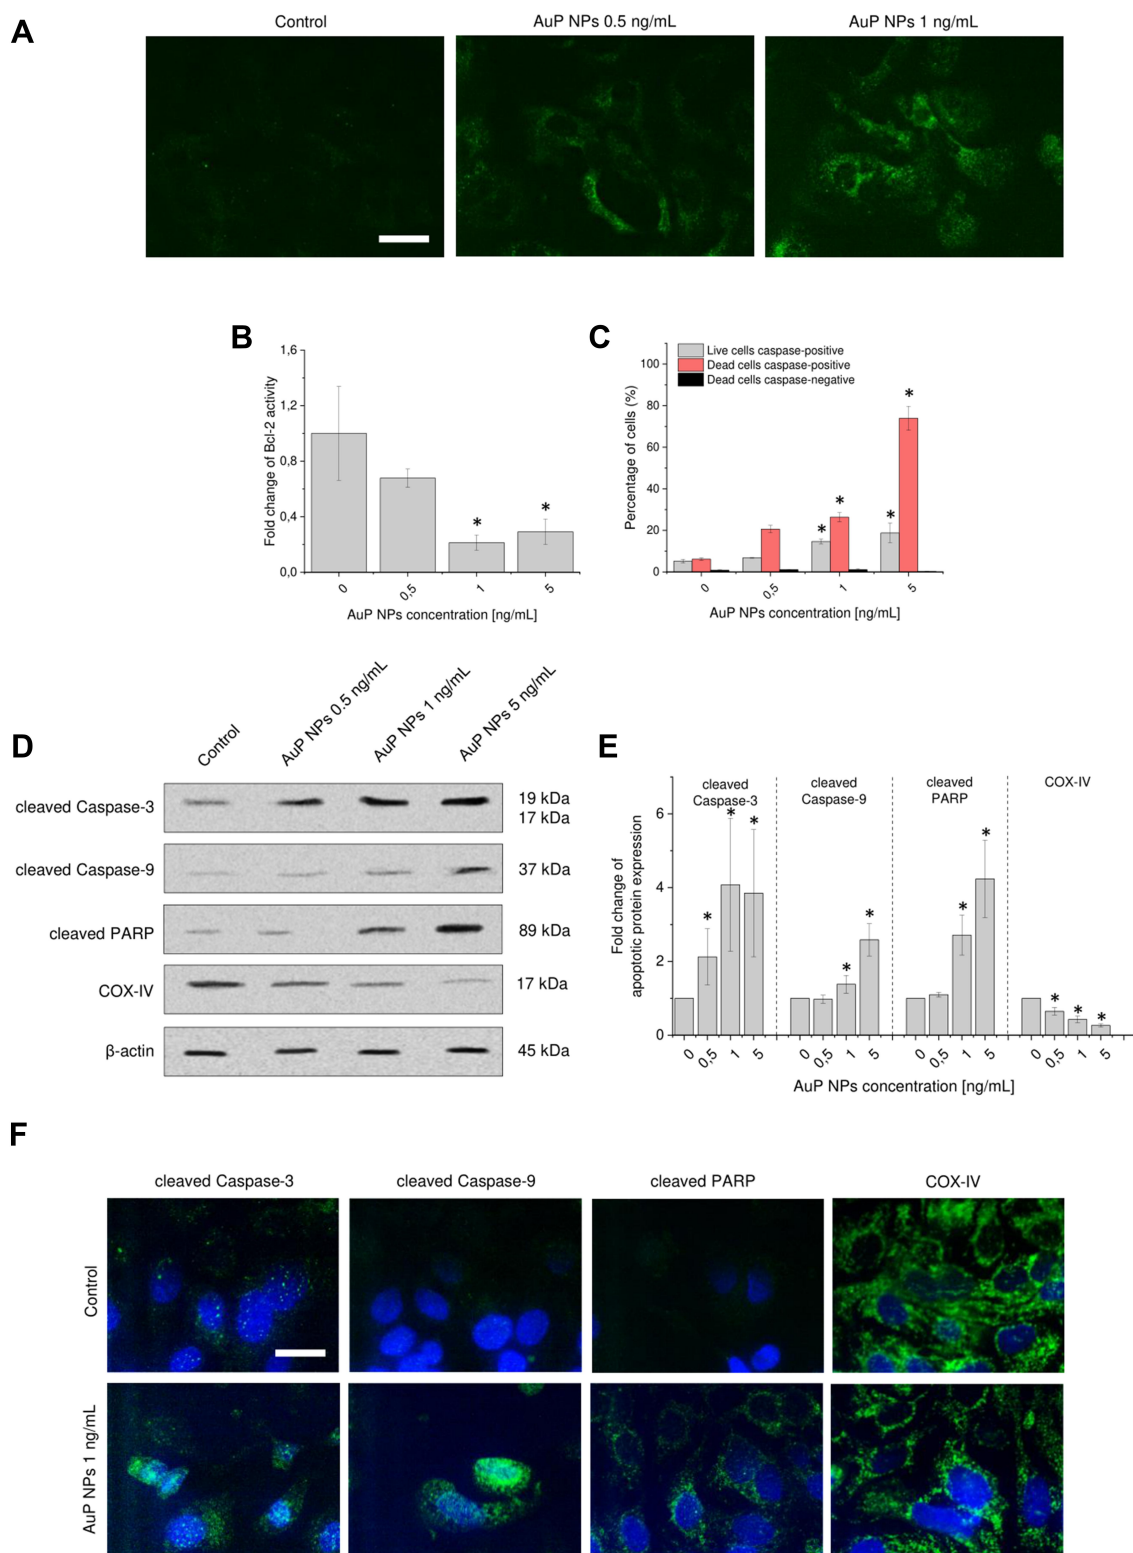 A
Control
AuP NPs 0.5 ng/mL
AuP NPs 1 ng/mL
B
Fold change of Bcl-2 activity
1,6
1,2
0,8
0,4
0,0
*
*
0
0,5
1
5
AuP NPs concentration [ng/mL]
C
Percentage of cells (%)
100
80
60
40
20
0
Live cells caspase-positive
Dead cells caspase-positive
Dead cells caspase-negative
*
*
*
*
0
0,5
1
5
AuP NPs concentration [ng/mL]
D
Control
AuP NPs 0.5 ng/mL
AuP NPs 1 ng/mL
AuP NPs 5 ng/mL
cleaved Caspase-3
19 kDa
17 kDa
cleaved Caspase-9
37 kDa
cleaved PARP
89 kDa
COX-IV
17 kDa
β-actin
45 kDa
E
Fold change of
apoptotic protein expression
6
4
2
0
cleaved
Caspase-3
cleaved
Caspase-9
cleaved
PARP
COX-IV
*
*
*
*
*
*
*
*
*
*
0
0,5
1
5
0
0,5
1
5
0
0,5
1
5
0
0,5
1
5
AuP NPs concentration [ng/mL]
F
cleaved Caspase-3
cleaved Caspase-9
cleaved PARP
COX-IV
Control
AuP NPs 1 ng/mL